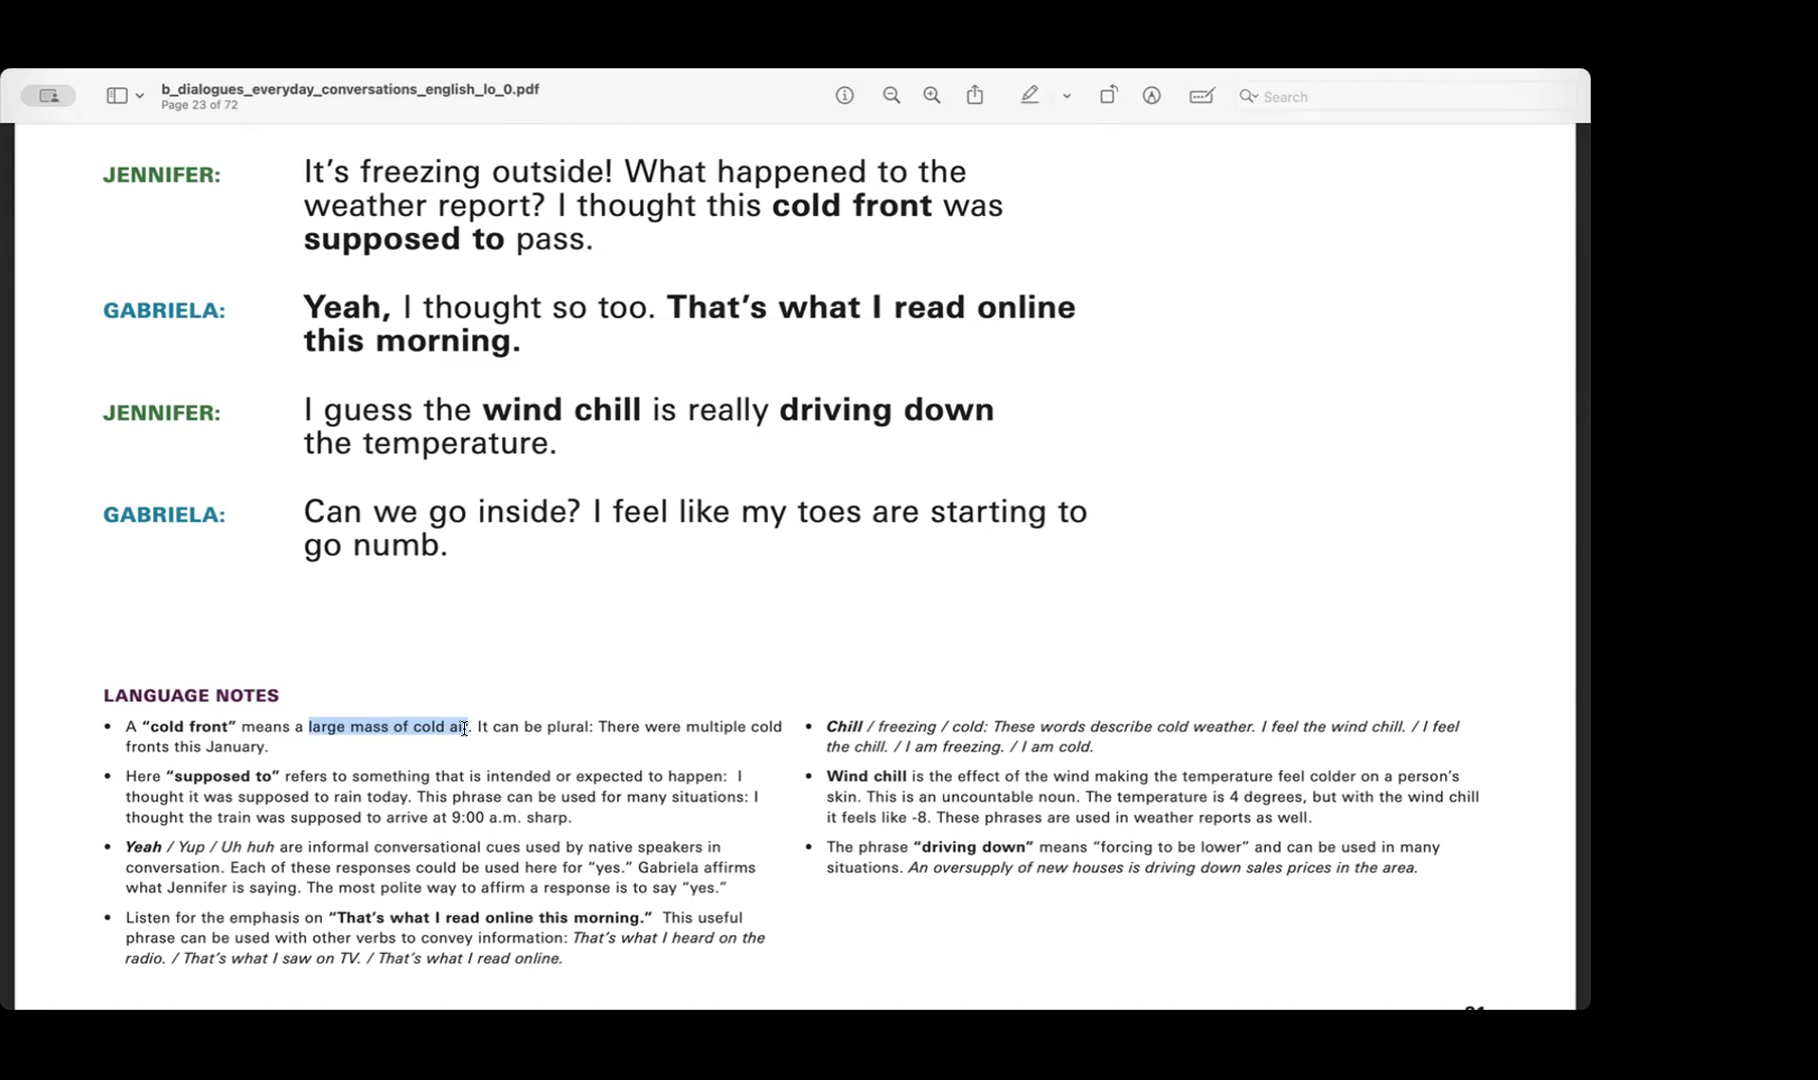 b_dialogues_everyday_conversations_english_lo_0.pdf
Page 23 of 72
Search
JENNIFER: It’s freezing outside! What happened to the
weather report? I thought this cold front was
supposed to pass.
GABRIELA: Yeah, I thought so too. That’s what I read online
this morning.
JENNIFER: I guess the wind chill is really driving down
the temperature.
GABRIELA: Can we go inside? I feel like my toes are starting to
go numb.
LANGUAGE NOTES
• A “cold front” means a large mass of cold air. It can be plural: There were multiple cold
fronts this January.
• Here “supposed to” refers to something that is intended or expected to happen: I
thought it was supposed to rain today. This phrase can be used for many situations: I
thought the train was supposed to arrive at 9:00 a.m. sharp.
• Yeah / Yup / Uh huh are informal conversational cues used by native speakers in
conversation. Each of these responses could be used here for “yes.” Gabriela affirms
what Jennifer is saying. The most polite way to affirm a response is to say “yes.”
• Listen for the emphasis on “That’s what I read online this morning.” This useful
phrase can be used with other verbs to convey information: That’s what I heard on the
radio. / That’s what I saw on TV. / That’s what I read online.
• Chill / freezing / cold: These words describe cold weather. I feel the wind chill. / I feel
the chill. / I am freezing. / I am cold.
• Wind chill is the effect of the wind making the temperature feel colder on a person’s
skin. This is an uncountable noun. The temperature is 4 degrees, but with the wind chill
it feels like -8. These phrases are used in weather reports as well.
• The phrase “driving down” means “forcing to be lower” and can be used in many
situations. An oversupply of new houses is driving down sales prices in the area.